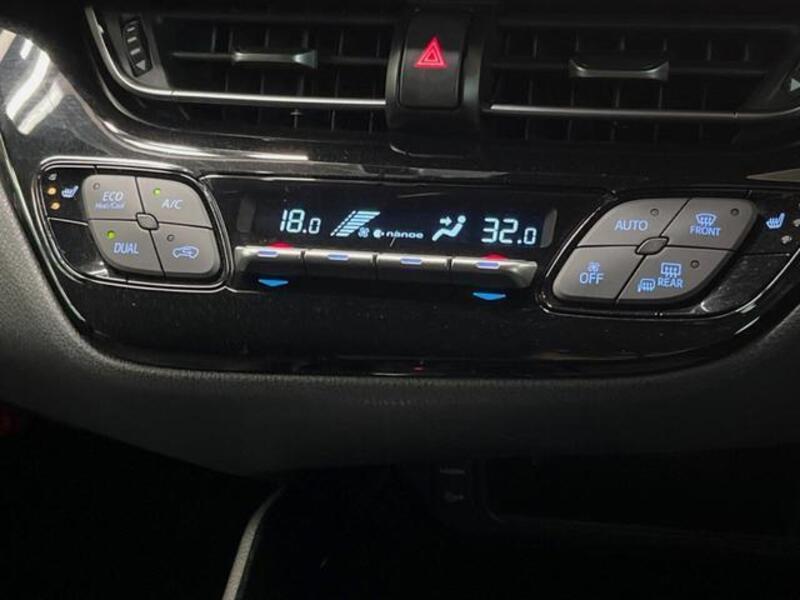 ECO
Heat/Cool
A/C
DUAL
18.0
nanoe
32.0
AUTO
FRONT
OFF
REAR